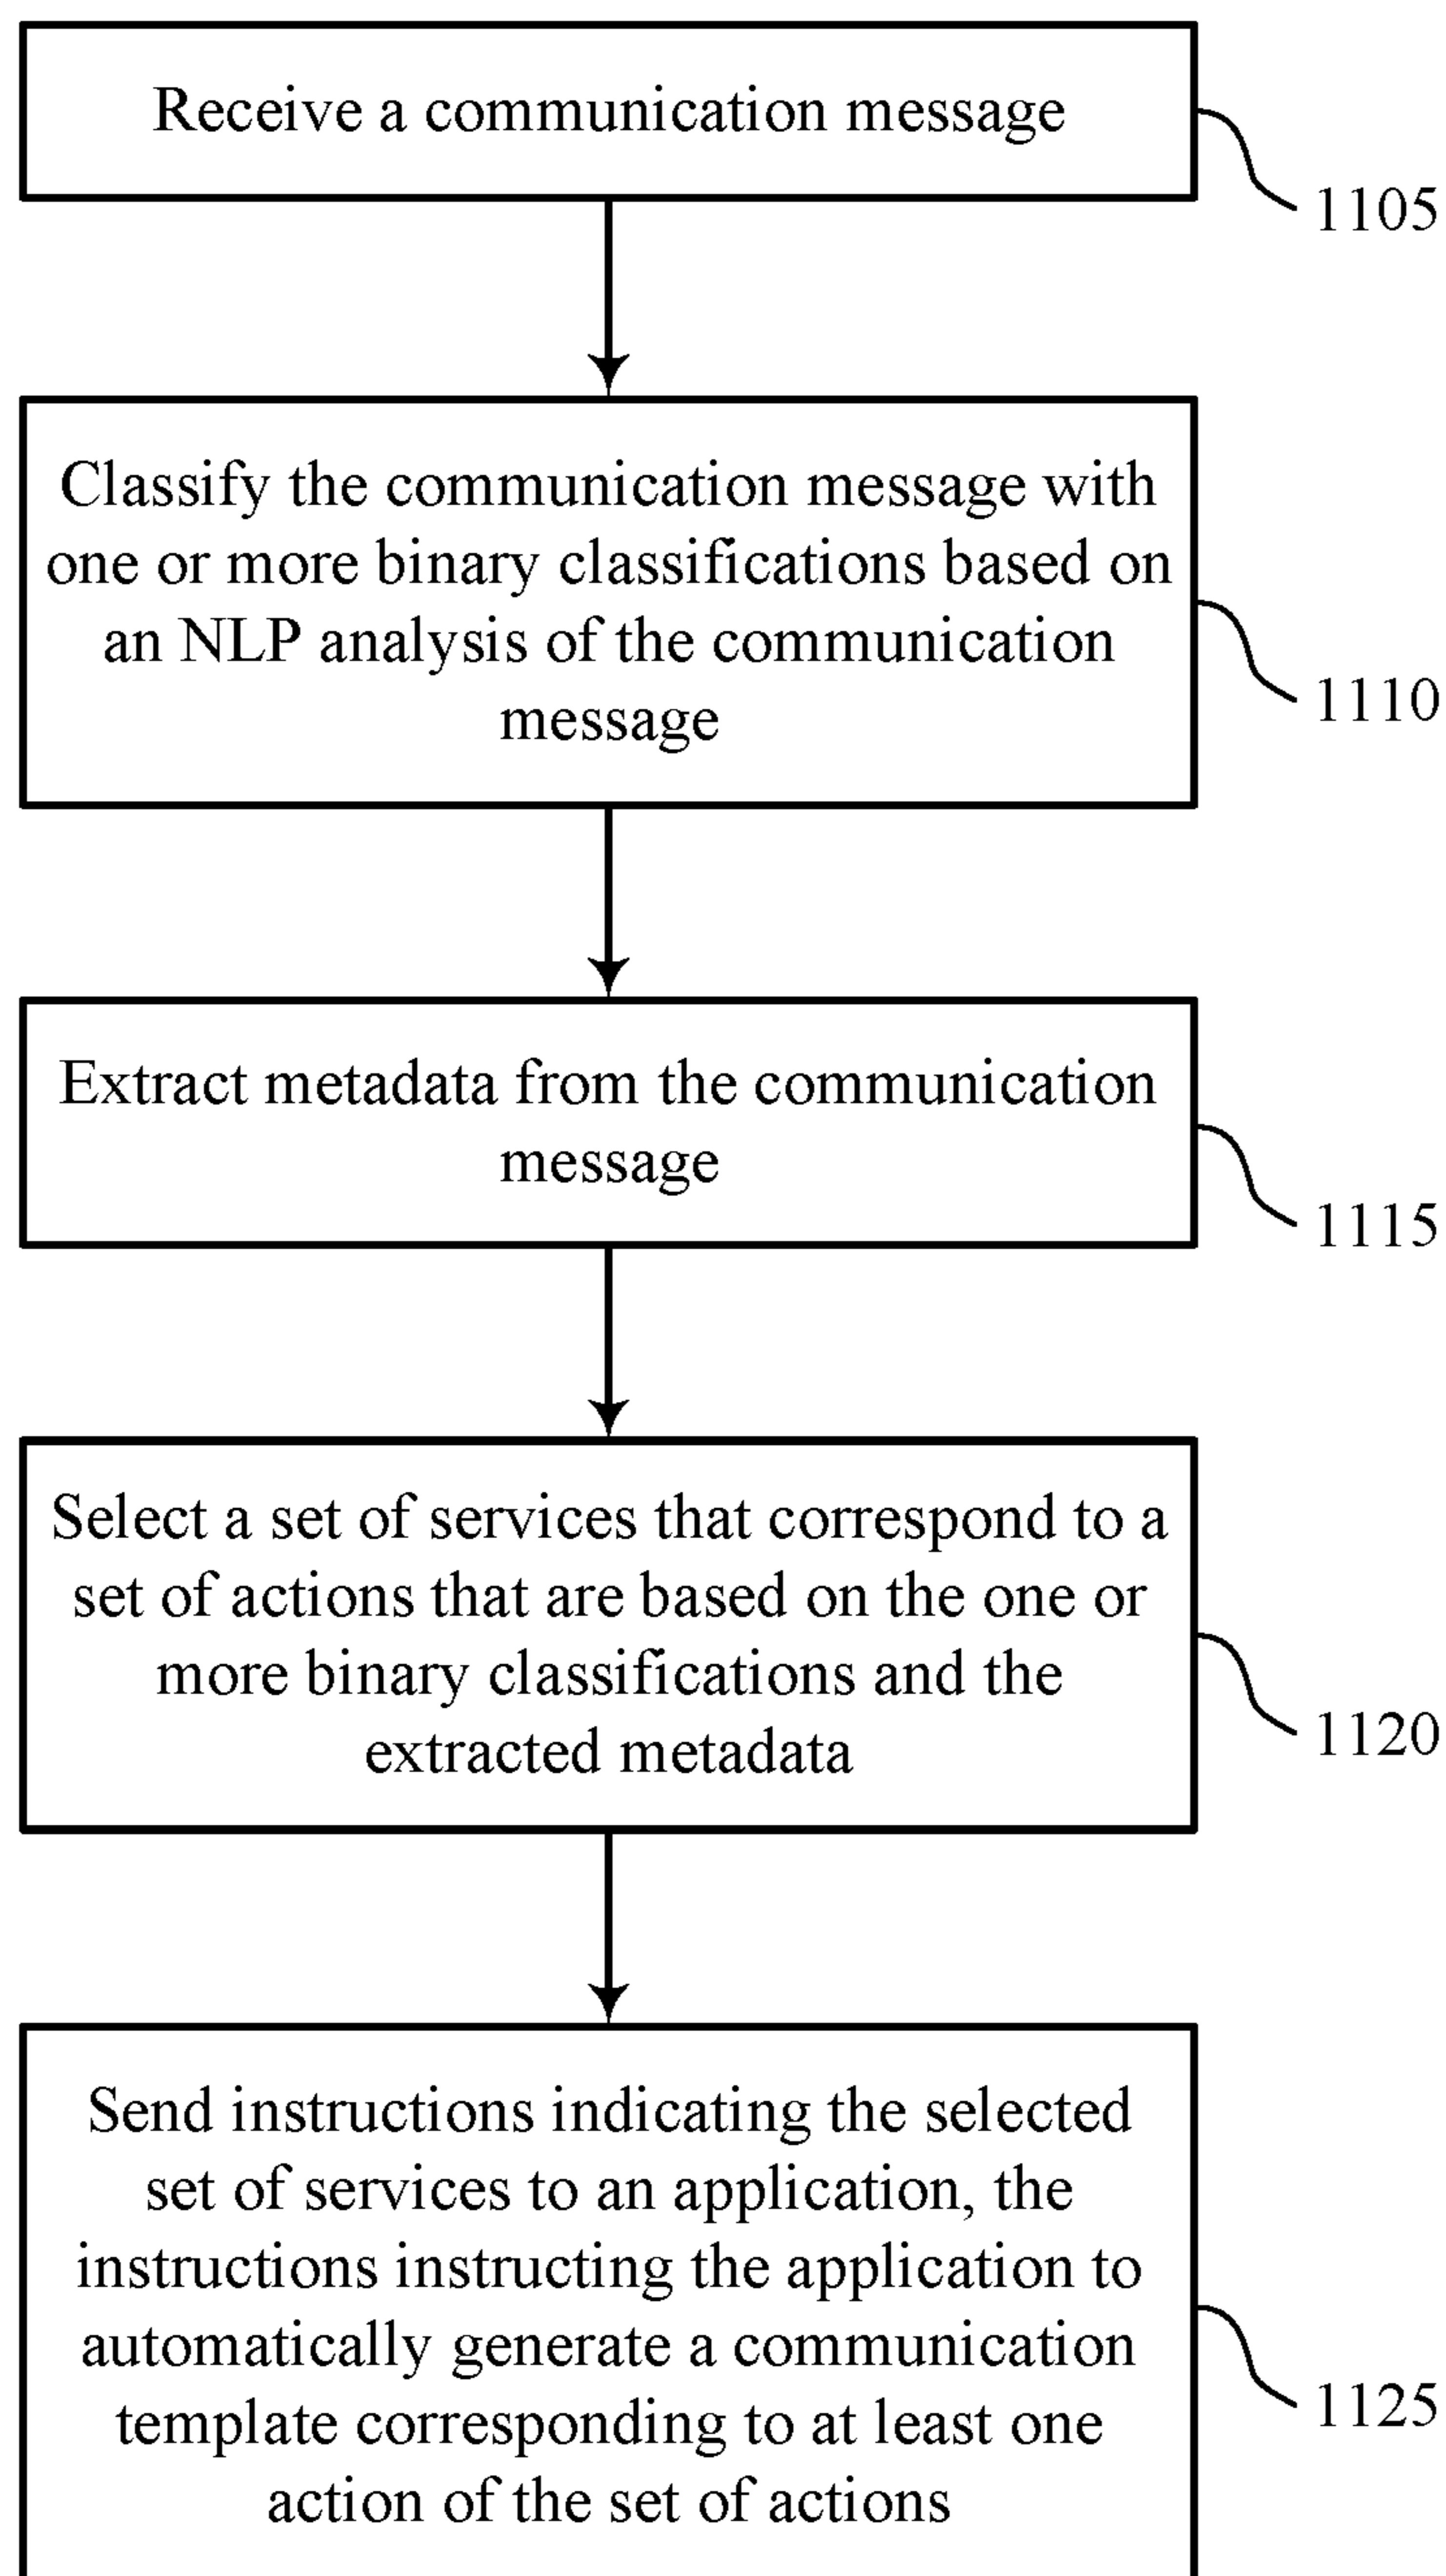 Receive a communication message
1105
Classify the communication message with
one or more binary classifications based on
an NLP analysis of the communication
message
1110
Extract metadata from the communication
message
1115
Select a set of services that correspond to a
set of actions that are based on the one or
more binary classifications and the
extracted metadata
1120
Send instructions indicating the selected
set of services to an application, the
instructions instructing the application to
automatically generate a communication
template corresponding to at least one
action of the set of actions
1125